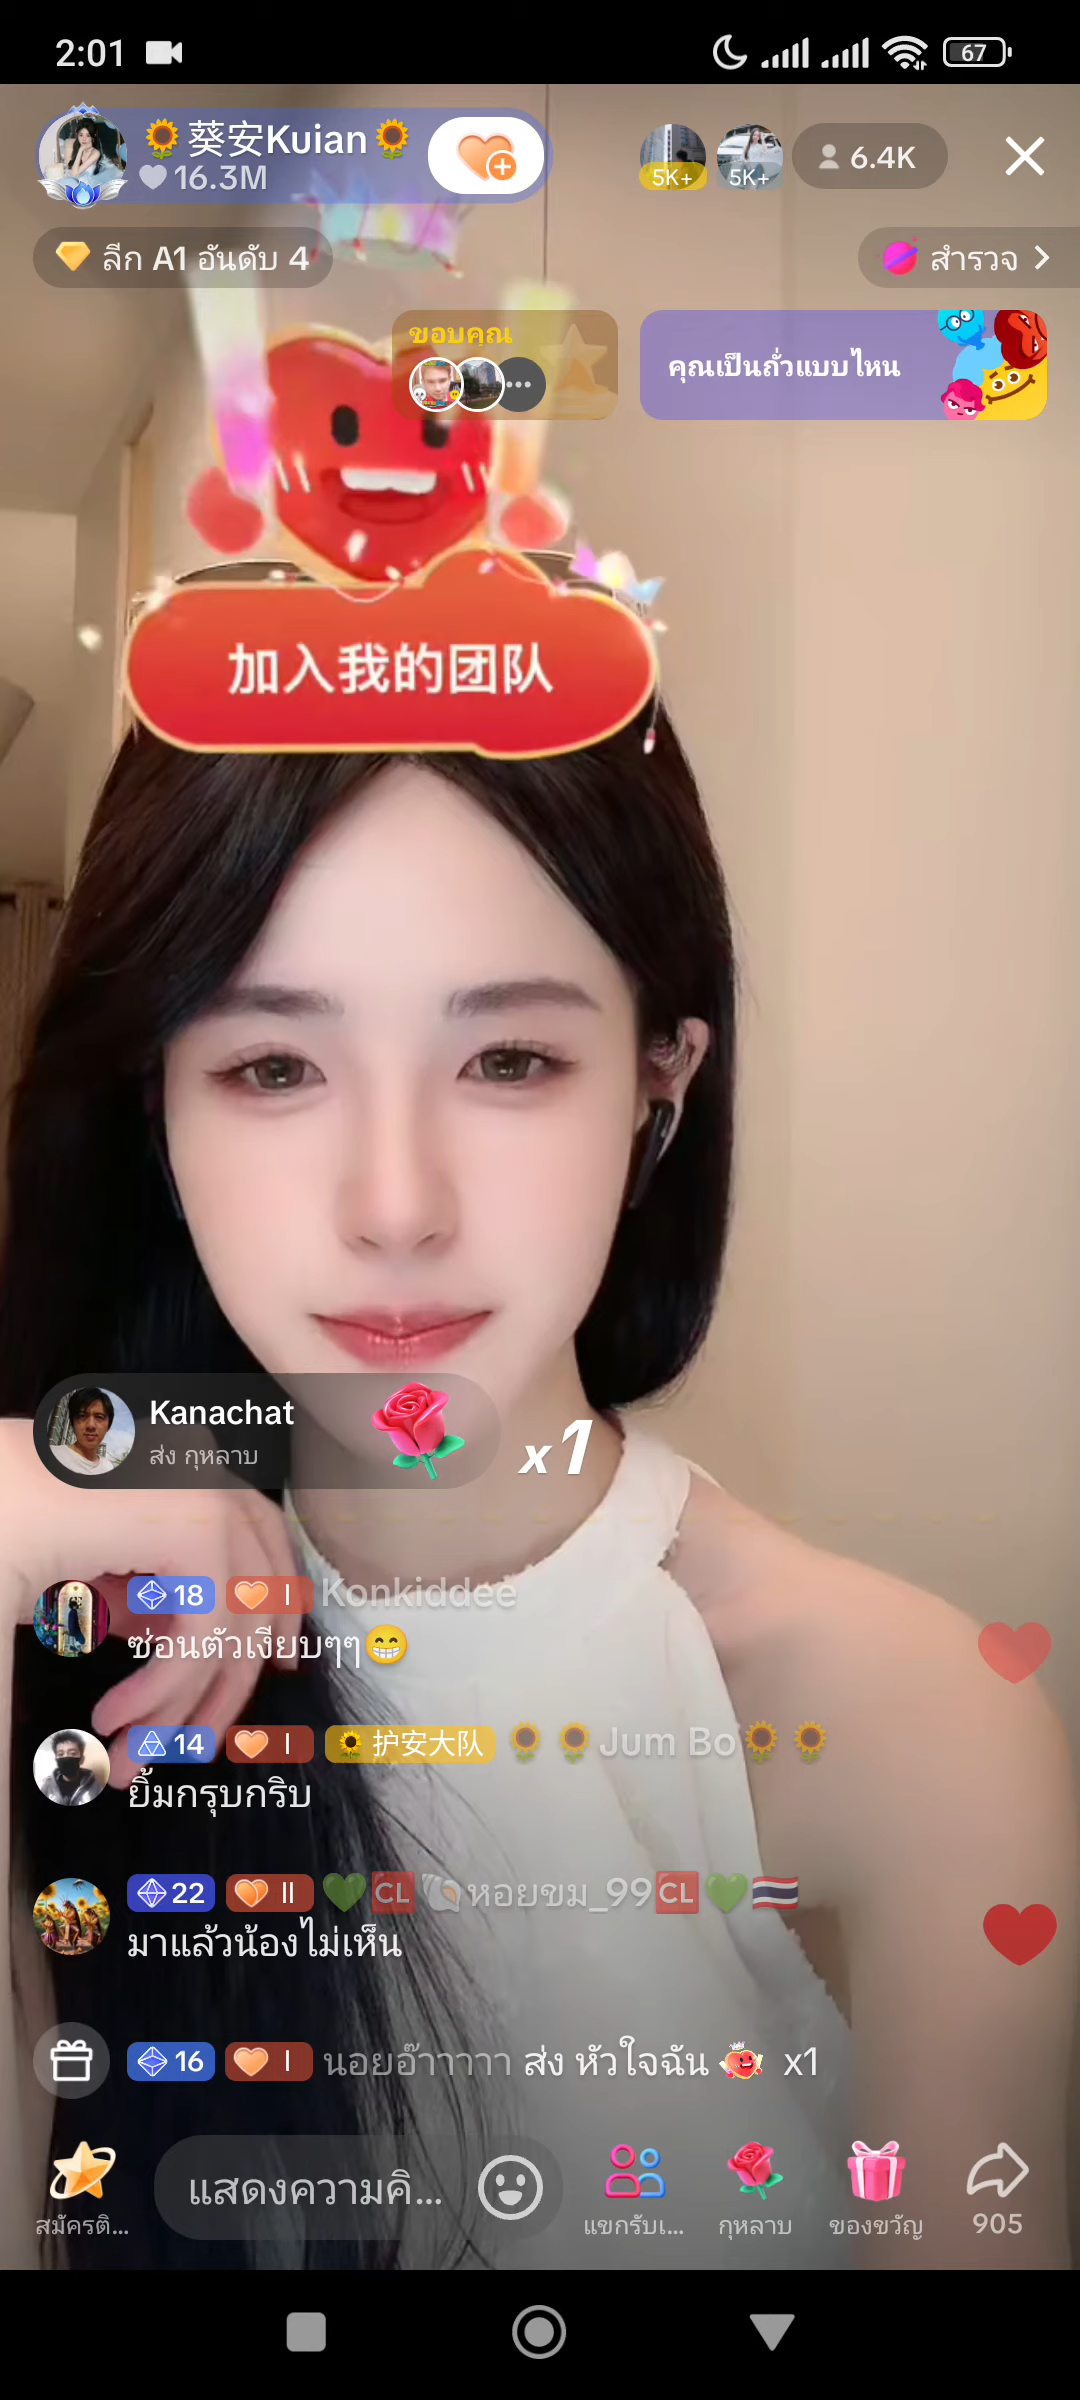 2:01
67
🌻葵安Kuian🌻
16.3M
5K+
5K+
6.4K
ลีก A1 อันดับ 4
สำรวจ
ขอบคุณ
คุณเป็นถั่วแบบไหน
加入我的团队
Kanachat
ส่ง กุหลาบ
x1
18 I Konkiddee
ซ่อนตัวเงียบๆๆ😁
14 I 🌻护安大队 🌻🌻Jum Bo🌻🌻
ยิ้มกรุบกริบ
22 II 💚🆑🐚หอยขม_99🆑💚🇹🇭
มาแล้วน้องไม่เห็น
16 I นอยอ๊าาาาา ส่ง หัวใจฉัน x1
สมัครติ...
แสดงความคิ...
แขกรับเ...
กุหลาบ
ของขวัญ
905